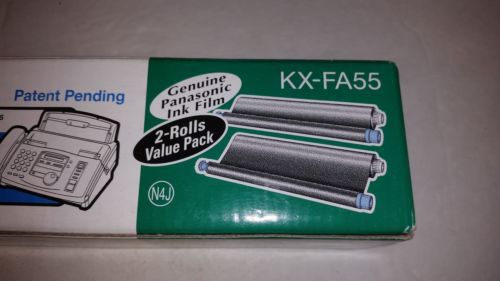 Patent Pending
Genuine
Panasonic
Ink Film
2-Rolls
Value Pack
KX-FA55
N4J